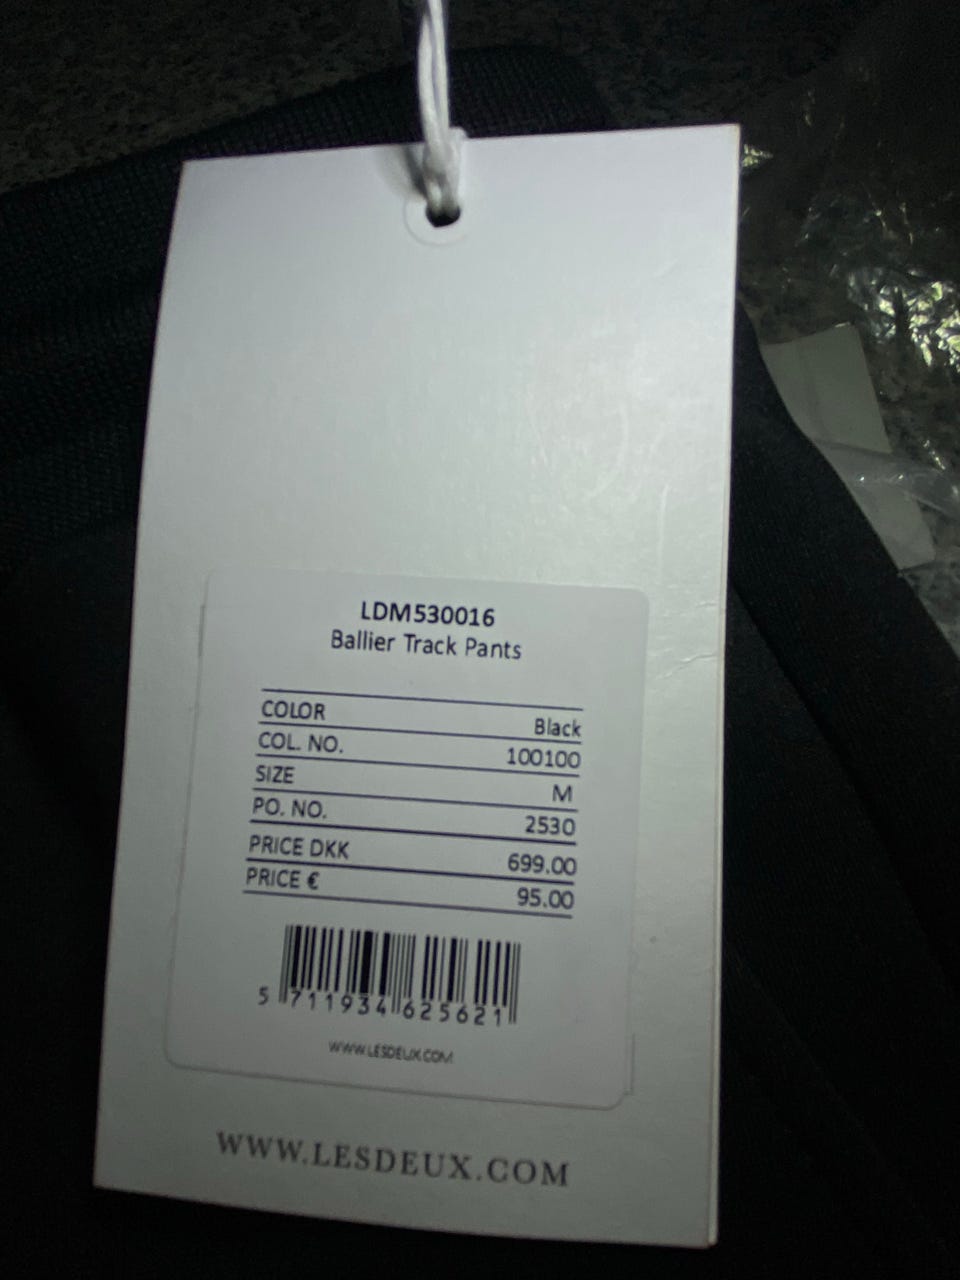 LDM530016
Ballier Track Pants
COLOR Black
COL. NO. 100100
SIZE M
PO. NO. 2530
PRICE DKK 699.00
PRICE € 95.00
5 711934 625621
WWW.LESDEUX.COM
WWW.LESDEUX.COM